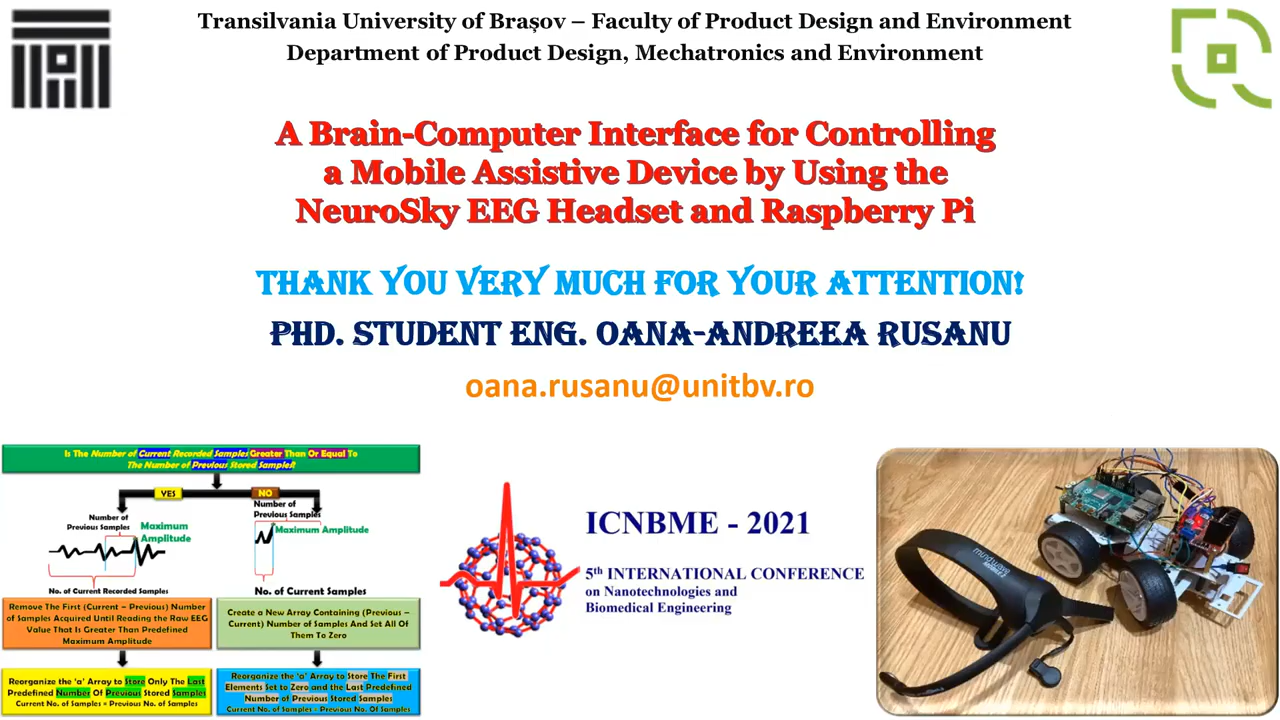 Transilvania University of Brașov – Faculty of Product Design and Environment
Department of Product Design, Mechatronics and Environment
A Brain-Computer Interface for Controlling
a Mobile Assistive Device by Using the
NeuroSky EEG Headset and Raspberry Pi
THANK YOU VERY MUCH FOR YOUR ATTENTION!
PHD. STUDENT ENG. OANA-ANDREEA RUSANU
oana.rusanu@unitbv.ro
Is The Number of Current Recorded Samples Greater Than Or Equal To
The Number of Previous Stored Samples?
YES
NO
Number of
Previous Samples
Maximum
Amplitude
No. of Current Recorded Samples
Number of
Previous Samples
Maximum Amplitude
No. of Current Samples
Remove The First (Current – Previous) Number
of Samples Acquired Until Reading the Raw EEG
Value That Is Greater Than Predefined
Maximum Amplitude
Create a New Array Containing (Previous –
Current) Number of Samples And Set All Of
Them To Zero
Reorganize the 'a' Array to Store Only The Last
Predefined Number Of Previous Stored Samples
Current No. of Samples = Previous No. of Samples
Reorganize the 'a' Array to Store The First
Elements Set to Zero and the Last Predefined
Number of Previous Stored Samples
Current No. of Samples = Previous No. Of Samples
ICNBME - 2021
5th INTERNATIONAL CONFERENCE
on Nanotechnologies and
Biomedical Engineering
mindwave